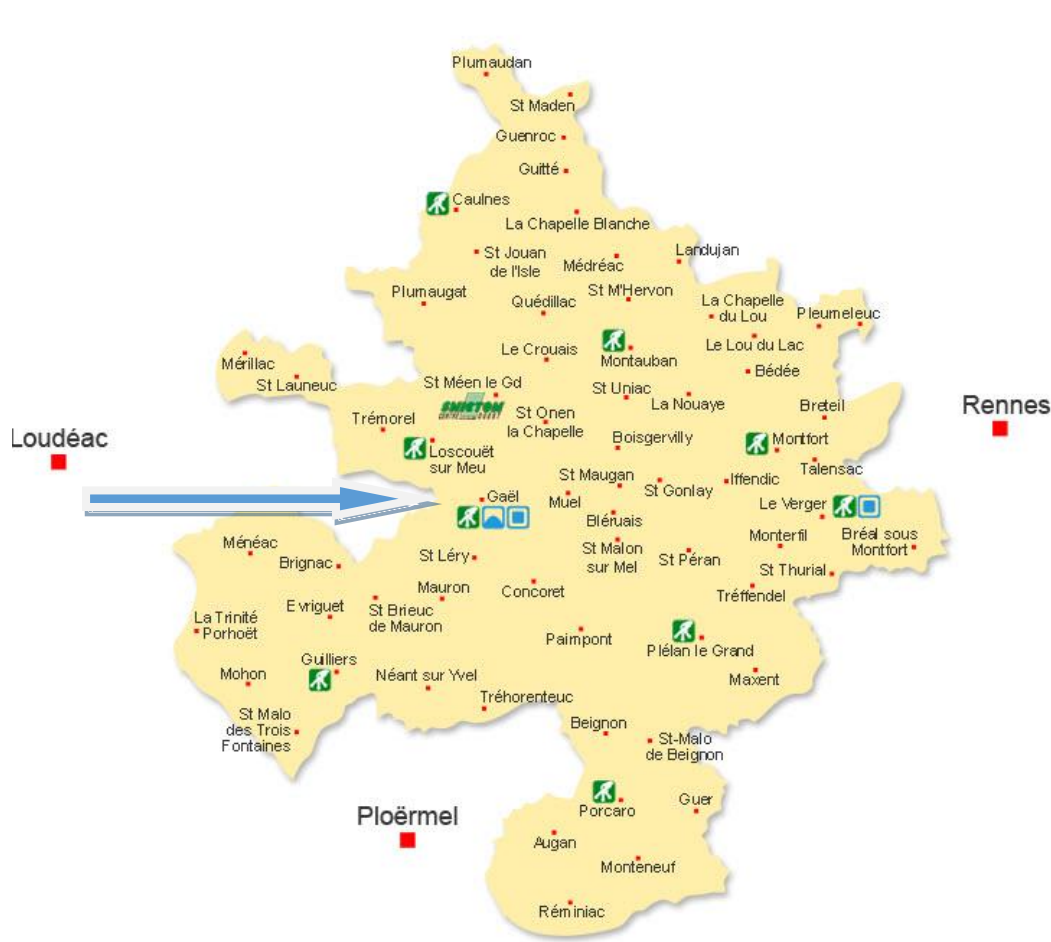 Plumaudan
St Maden
Guenroc
Guitté
Caulnes
La Chapelle Blanche
St Jouan
de l'Isle
Médréac
Landujan
Plumaugat
Quédillac
St M'Hervon
La Chapelle
du Lou
Pleumeleuc
Le Crouais
Montauban
Le Lou du Lac
Mérillac
St Launeuc
St Méen le Gd
St Uniac
Bédée
SMICTOM
CENTRE OUEST
Trémorel
St Onen
la Chapelle
La Nouaye
Breteil
Rennes
Loudéac
Loscouët
sur Meu
Boisgervilly
Montfort
Talensac
St Maugan
St Gonlay
Iffendic
Gaël
Muel
Bléruais
Le Verger
Ménéac
Brignac
St Léry
St Malon
sur Mel
St Péran
Monterfil
Bréal sous
Montfort
St Thurial
Mauron
Concoret
Tréffendel
La Trinité
Porhoët
Evriguet
St Brieuc
de Mauron
Paimpont
Plélan le Grand
Mohon
Guilliers
Néant sur Yvel
Maxent
St Malo
des Trois
Fontaines
Tréhorenteuc
Beignon
St-Malo
de Beignon
Ploërmel
Porcaro
Guer
Augan
Monteneuf
Réminiac